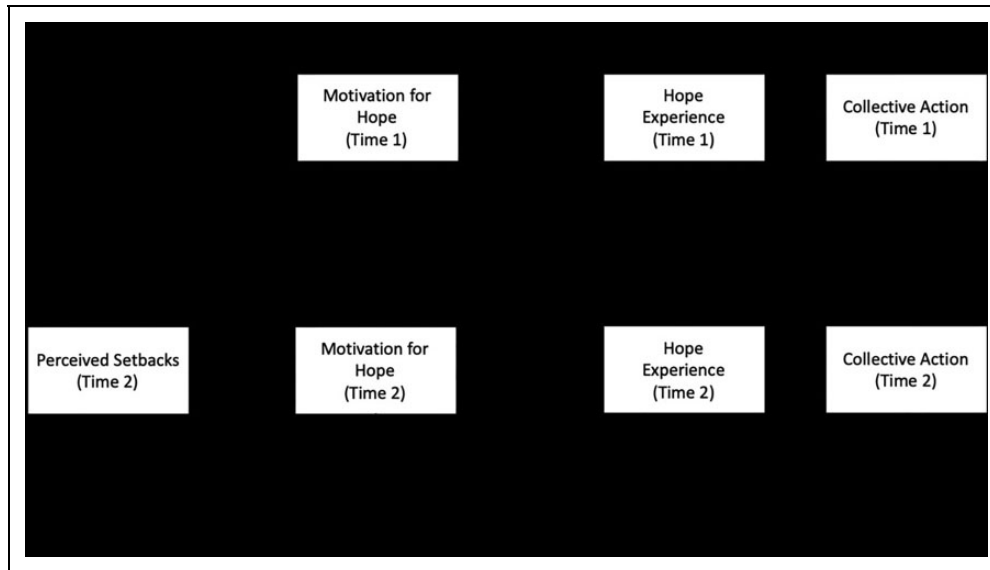 Motivation for
Hope
(Time 1)
Hope
Experience
(Time 1)
Collective Action
(Time 1)
Perceived Setbacks
(Time 2)
Motivation for
Hope
(Time 2)
Hope
Experience
(Time 2)
Collective Action
(Time 2)